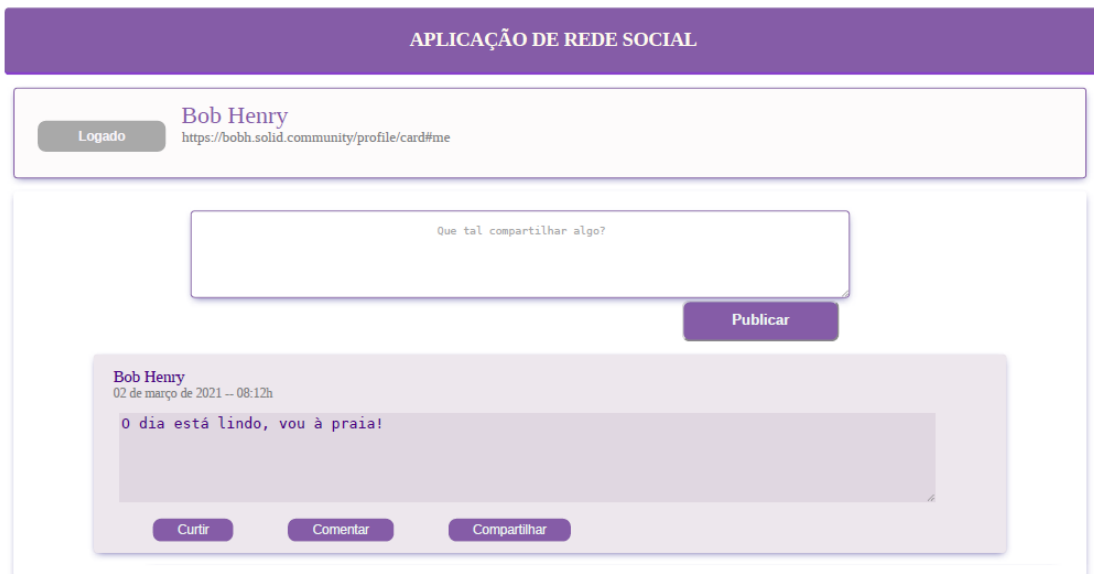 APLICAÇÃO DE REDE SOCIAL
Logado
Bob Henry
https://bobh.solid.community/profile/card#me
Que tal compartilhar algo?
Publicar
Bob Henry
02 de março de 2021 -- 08:12h
O dia está lindo, vou à praia!
Curtir
Comentar
Compartilhar